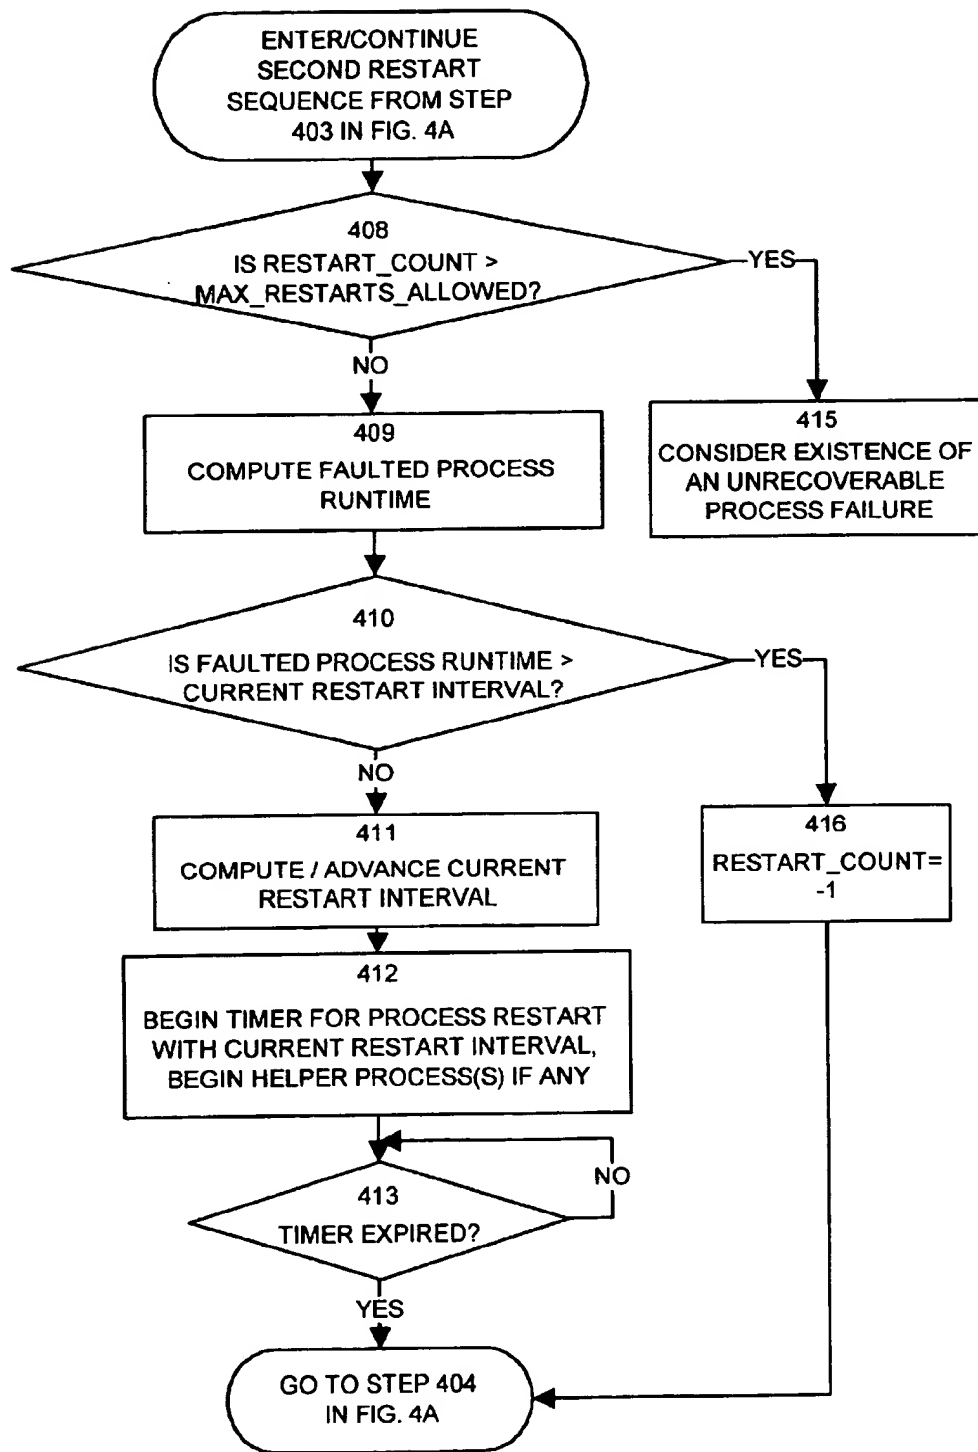 ENTER/CONTINUE
SECOND RESTART
SEQUENCE FROM STEP
403 IN FIG. 4A
408
IS RESTART_COUNT >
MAX_RESTARTS_ALLOWED?
YES
NO
409
COMPUTE FAULTED PROCESS
RUNTIME
415
CONSIDER EXISTENCE OF
AN UNRECOVERABLE
PROCESS FAILURE
410
IS FAULTED PROCESS RUNTIME >
CURRENT RESTART INTERVAL?
YES
NO
411
COMPUTE / ADVANCE CURRENT
RESTART INTERVAL
416
RESTART_COUNT=
-1
412
BEGIN TIMER FOR PROCESS RESTART
WITH CURRENT RESTART INTERVAL,
BEGIN HELPER PROCESS(S) IF ANY
413
TIMER EXPIRED?
NO
YES
GO TO STEP 404
IN FIG. 4A